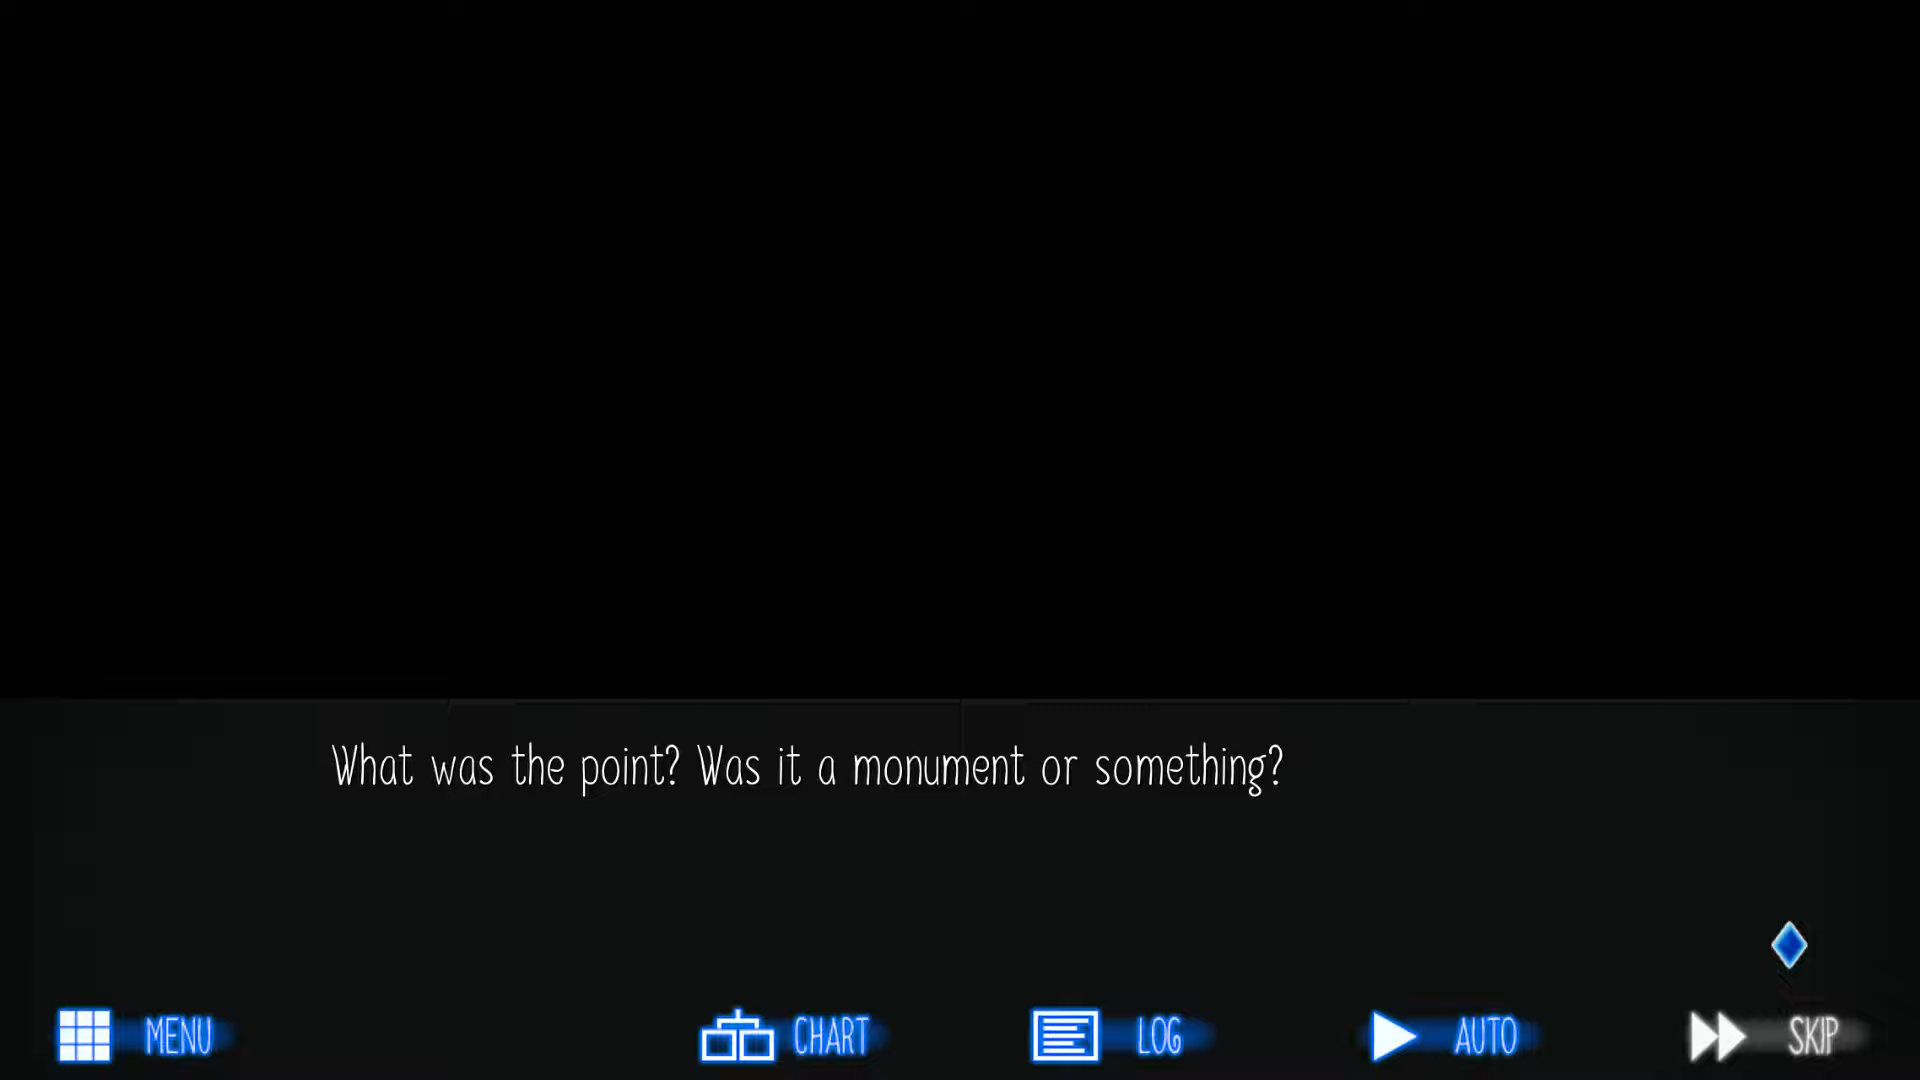 What was the point? Was it a monument or something?
MENU
CHART
LOG
AUTO
SKIP